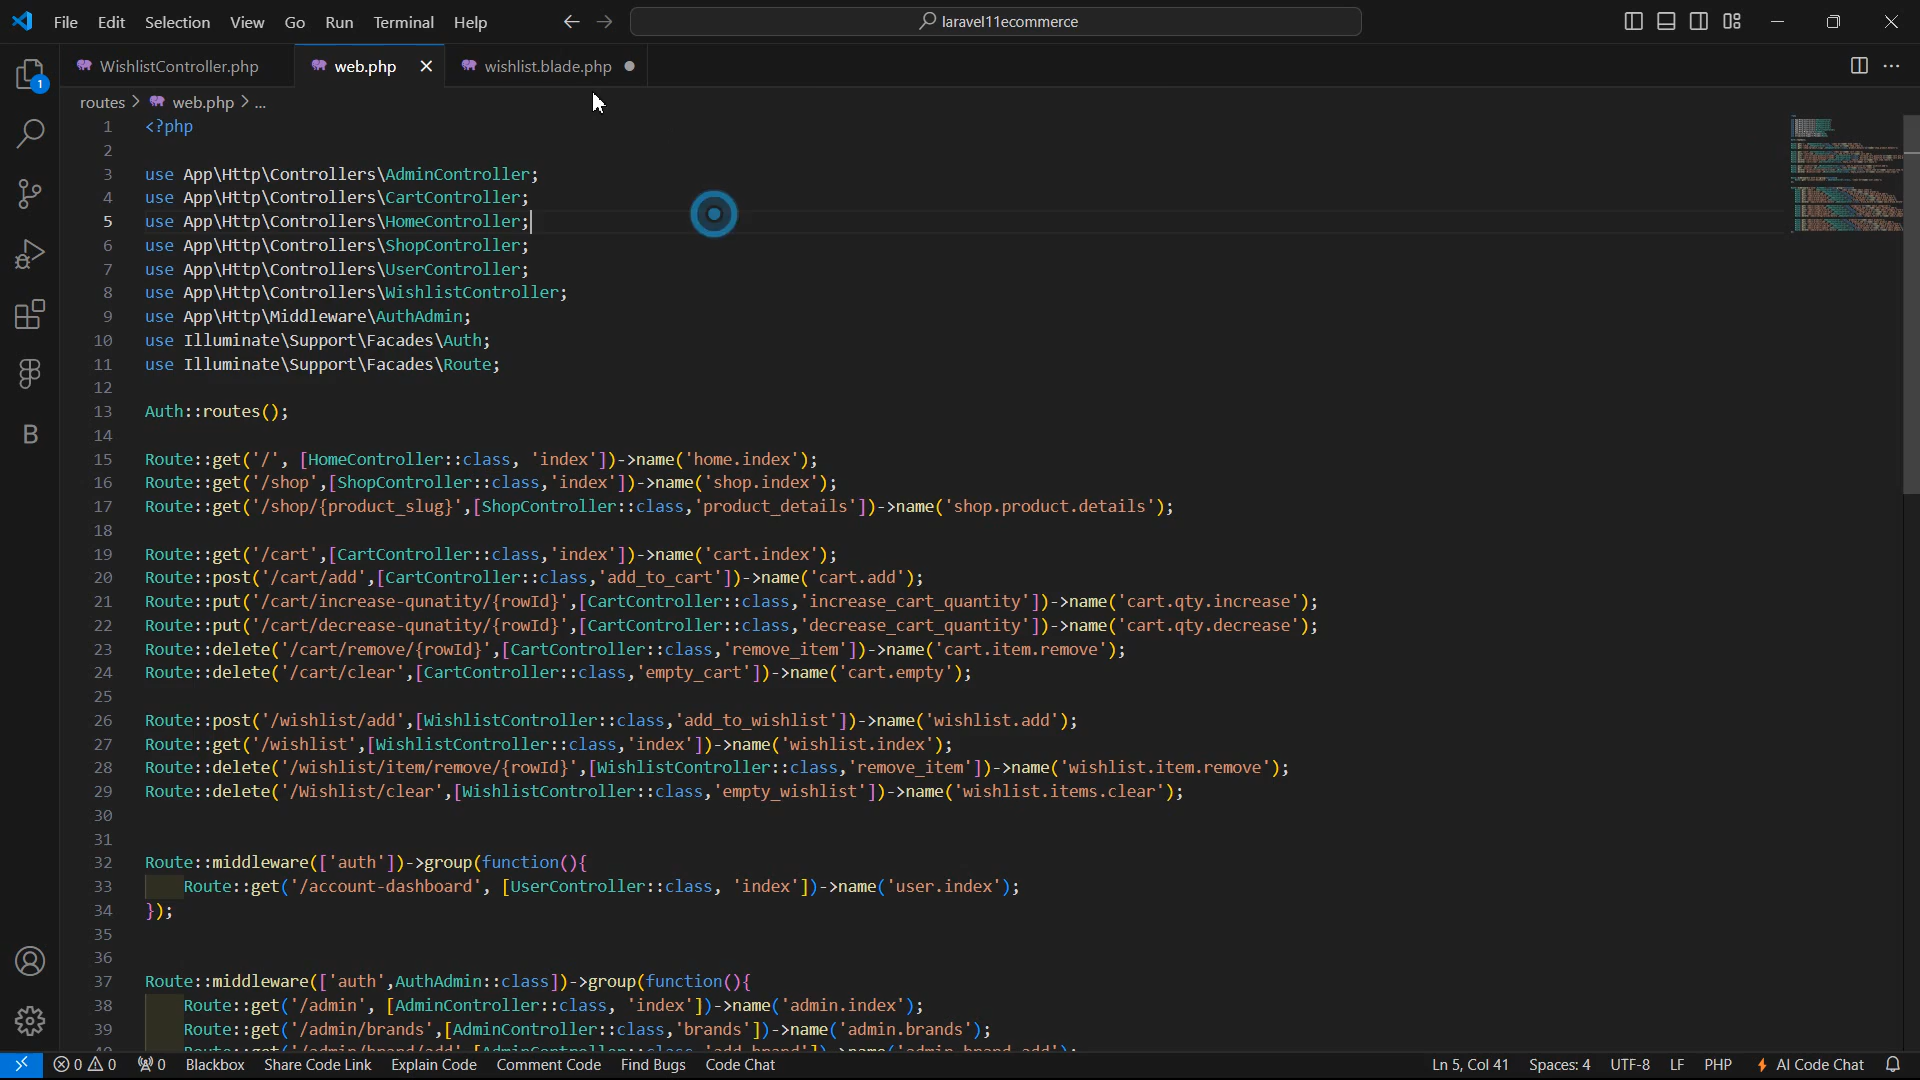 File Edit Selection View Go Run Terminal Help
laravel11ecommerce
WishlistController.php web.php wishlist.blade.php
routes > web.php > ...
1 <?php
2
3 use App\Http\Controllers\AdminController;
4 use App\Http\Controllers\CartController;
5 use App\Http\Controllers\HomeController;
6 use App\Http\Controllers\ShopController;
7 use App\Http\Controllers\UserController;
8 use App\Http\Controllers\WishlistController;
9 use App\Http\Middleware\AuthAdmin;
10 use Illuminate\Support\Facades\Auth;
11 use Illuminate\Support\Facades\Route;
12
13 Auth::routes();
14
15 Route::get('/', [HomeController::class, 'index'])->name('home.index');
16 Route::get('/shop',[ShopController::class,'index'])->name('shop.index');
17 Route::get('/shop/{product_slug}',[ShopController::class,'product_details'])->name('shop.product.details');
18
19 Route::get('/cart',[CartController::class,'index'])->name('cart.index');
20 Route::post('/cart/add',[CartController::class,'add_to_cart'])->name('cart.add');
21 Route::put('/cart/increase-qunatity/{rowId}',[CartController::class,'increase_cart_quantity'])->name('cart.qty.increase');
22 Route::put('/cart/decrease-qunatity/{rowId}',[CartController::class,'decrease_cart_quantity'])->name('cart.qty.decrease');
23 Route::delete('/cart/remove/{rowId}',[CartController::class,'remove_item'])->name('cart.item.remove');
24 Route::delete('/cart/clear',[CartController::class,'empty_cart'])->name('cart.empty');
25
26 Route::post('/wishlist/add',[WishlistController::class,'add_to_wishlist'])->name('wishlist.add');
27 Route::get('/wishlist',[WishlistController::class,'index'])->name('wishlist.index');
28 Route::delete('/wishlist/item/remove/{rowId}',[WishlistController::class,'remove_item'])->name('wishlist.item.remove');
29 Route::delete('/Wishlist/clear',[WishlistController::class,'empty_wishlist'])->name('wishlist.items.clear');
30
31
32 Route::middleware(['auth'])->group(function(){
33 Route::get('/account-dashboard', [UserController::class, 'index'])->name('user.index');
34 });
35
36
37 Route::middleware(['auth',AuthAdmin::class])->group(function(){
38 Route::get('/admin', [AdminController::class, 'index'])->name('admin.index');
39 Route::get('/admin/brands',[AdminController::class,'brands'])->name('admin.brands');
1
B
0 0 0 Blackbox Share Code Link Explain Code Comment Code Find Bugs Code Chat Ln 5, Col 41 Spaces: 4 UTF-8 LF PHP AI Code Chat